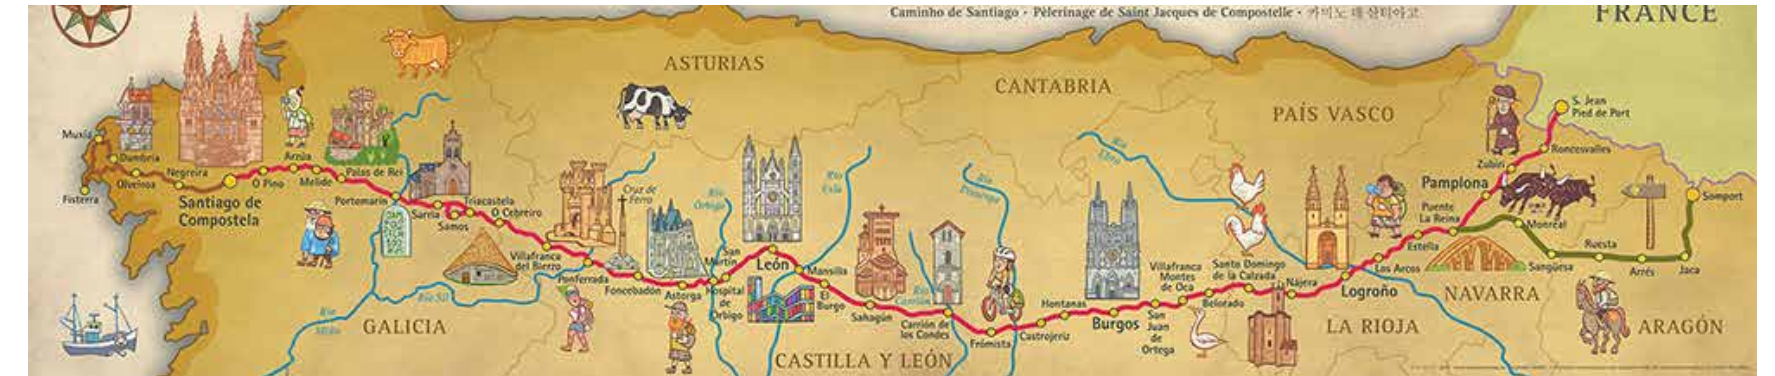 Caminho de Santiago · Pèlerinage de Saint Jacques de Compostelle · 카미노 데 산티아고
FRANCE
ASTURIAS
CANTABRIA
PAÍS VASCO
GALICIA
CASTILLA Y LEÓN
LA RIOJA
NAVARRA
ARAGÓN
Muxía
Dumbria
Fisterra
Olveiroa
Negreira
Santiago de
Compostela
O Pino
Arzúa
Melide
Palas de Rei
Portomarín
Sarria
Samos
Triacastela
O Cebreiro
Villafranca
del Bierzo
Ponferrada
Cruz de
Ferro
Foncebadón
Astorga
Hospital
de
Orbigo
San
Martín
León
Mansilla
El
Burgo
Sahagún
Carrión de
los Condes
Frómista
Castrojeriz
Hontanas
Burgos
San
Juan
de
Ortega
Villafranca
Montes
de Oca
Belorado
Santo Domingo
de la Calzada
Nájera
Logroño
Los Arcos
Estella
Puente
La Reina
Pamplona
Zubiri
Roncesvalles
S. Jean
Pied de Port
Monreal
Sangüesa
Ruesta
Arrés
Jaca
Somport
Río
Miño
Río Sil
Río
Orbigo
Río
Esla
Río
Carrión
Río
Pisuerga
Río
Ebro